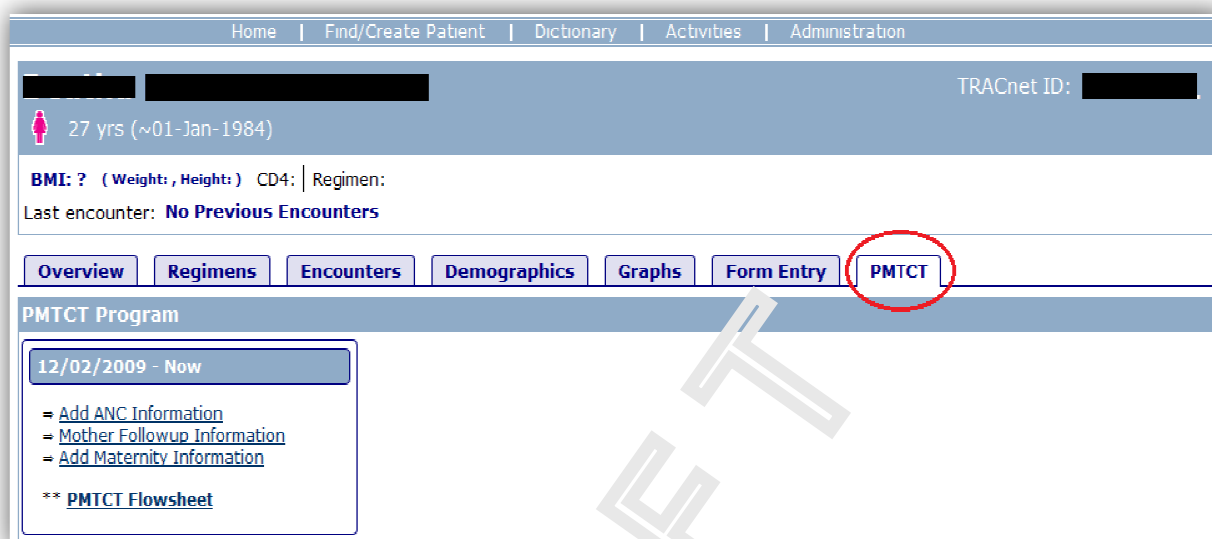 Home | Find/Create Patient | Dictionary | Activities | Administration
TRACnet ID:
27 yrs (~01-Jan-1984)
BMI: ? ( Weight: , Height: ) CD4: | Regimen:
Last encounter: No Previous Encounters
Overview Regimens Encounters Demographics Graphs Form Entry PMTCT
PMTCT Program
12/02/2009 - Now
⇒ Add ANC Information
⇒ Mother Followup Information
⇒ Add Maternity Information
** PMTCT Flowsheet